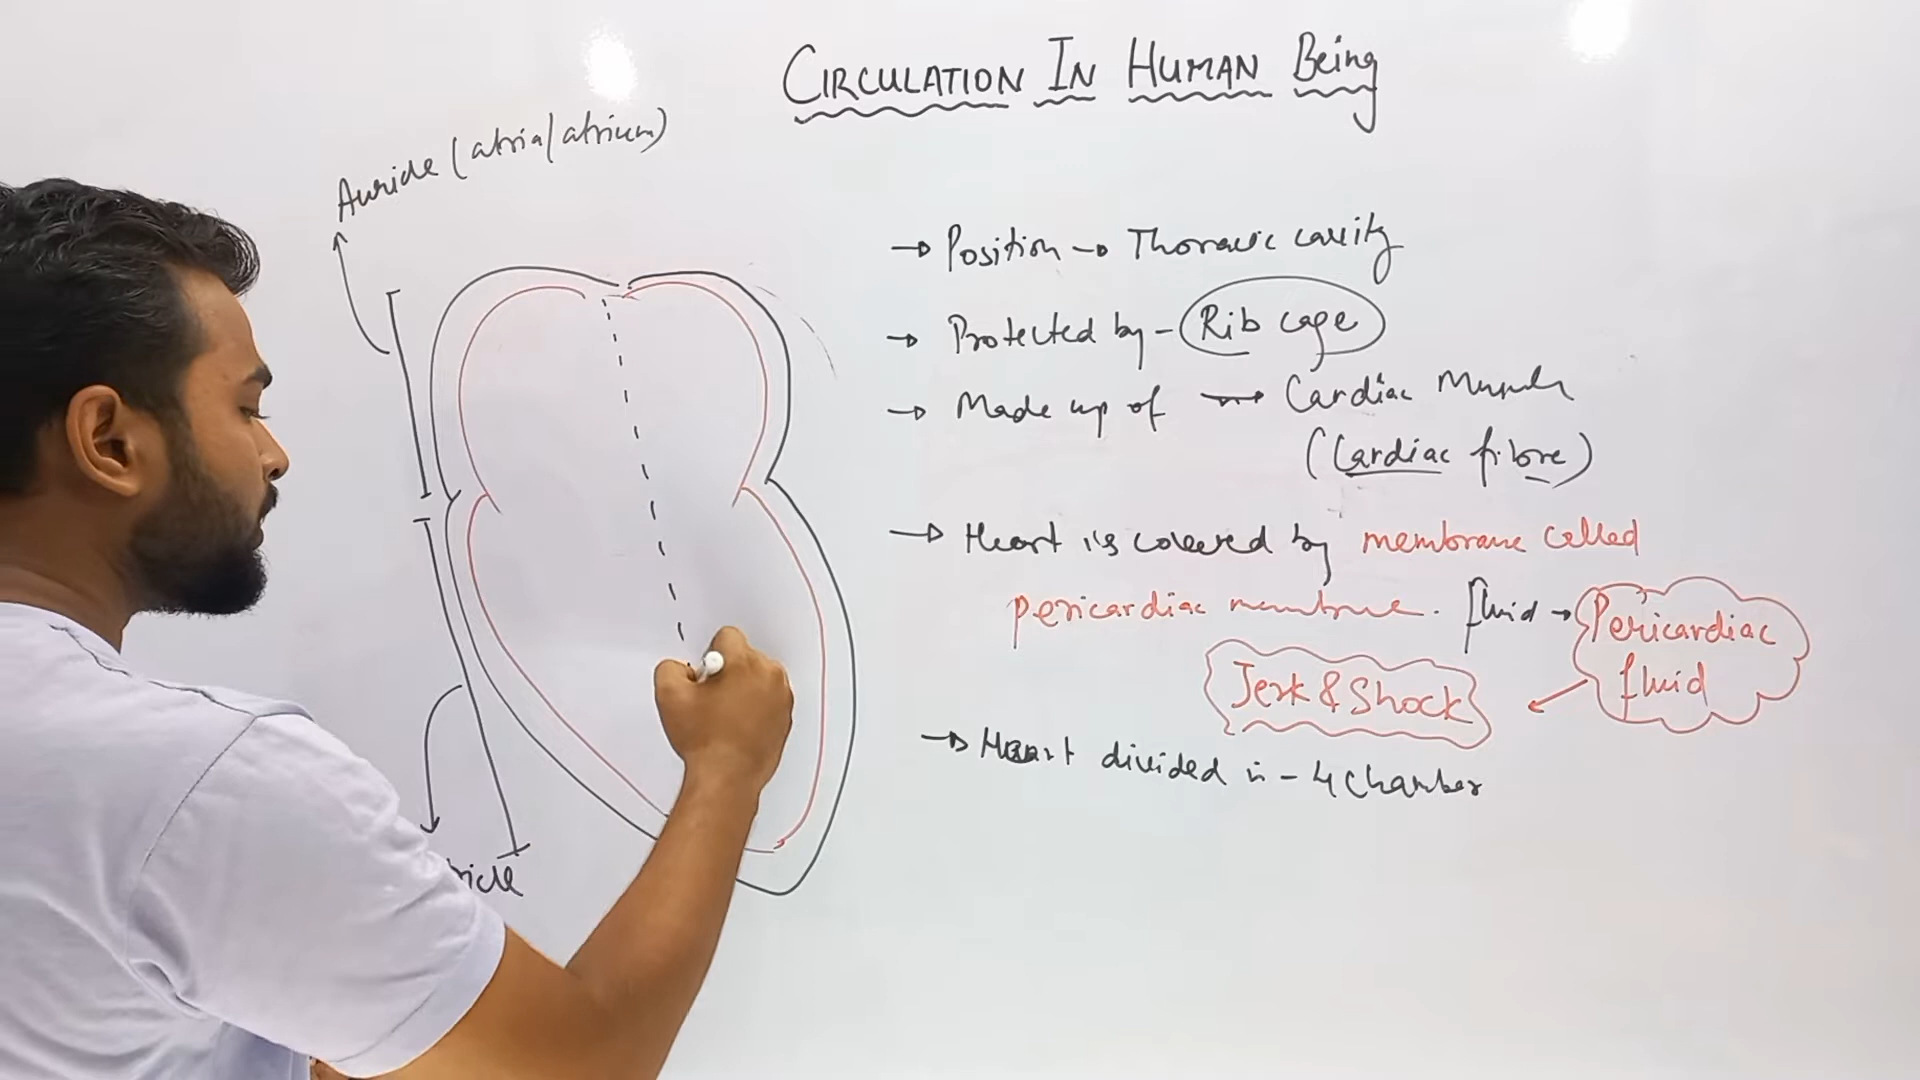 CIRCULATION IN HUMAN Being
Auricle (atria/atrium)
→ Position → Thoracic cavity
→ Protected by - Rib cage
→ Made up of → Cardiac Muscle
(Cardiac fibre)
→ Heart is covered by membrane called
pericardiac membrane. fluid → Pericardiac
fluid
Jerk & Shock
→ Heart divided in - 4 Chamber
ricle